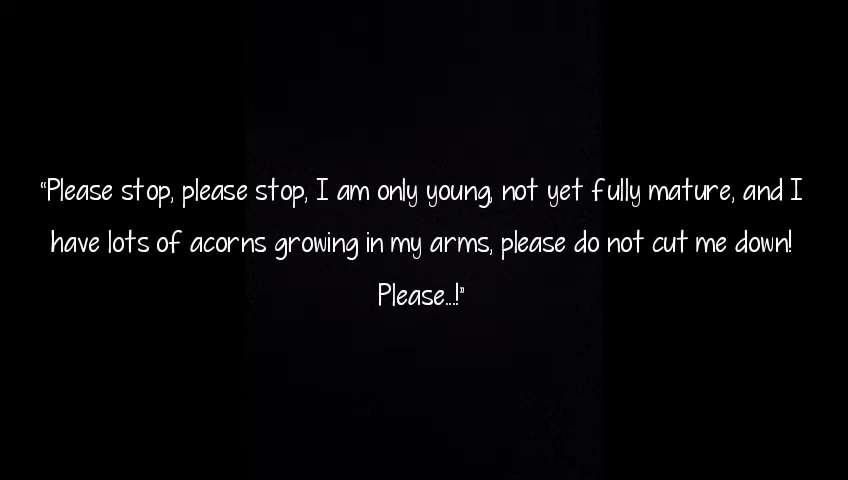 "Please stop, please stop, I am only young, not yet fully mature, and I
have lots of acorns growing in my arms, please do not cut me down!
Please...!"